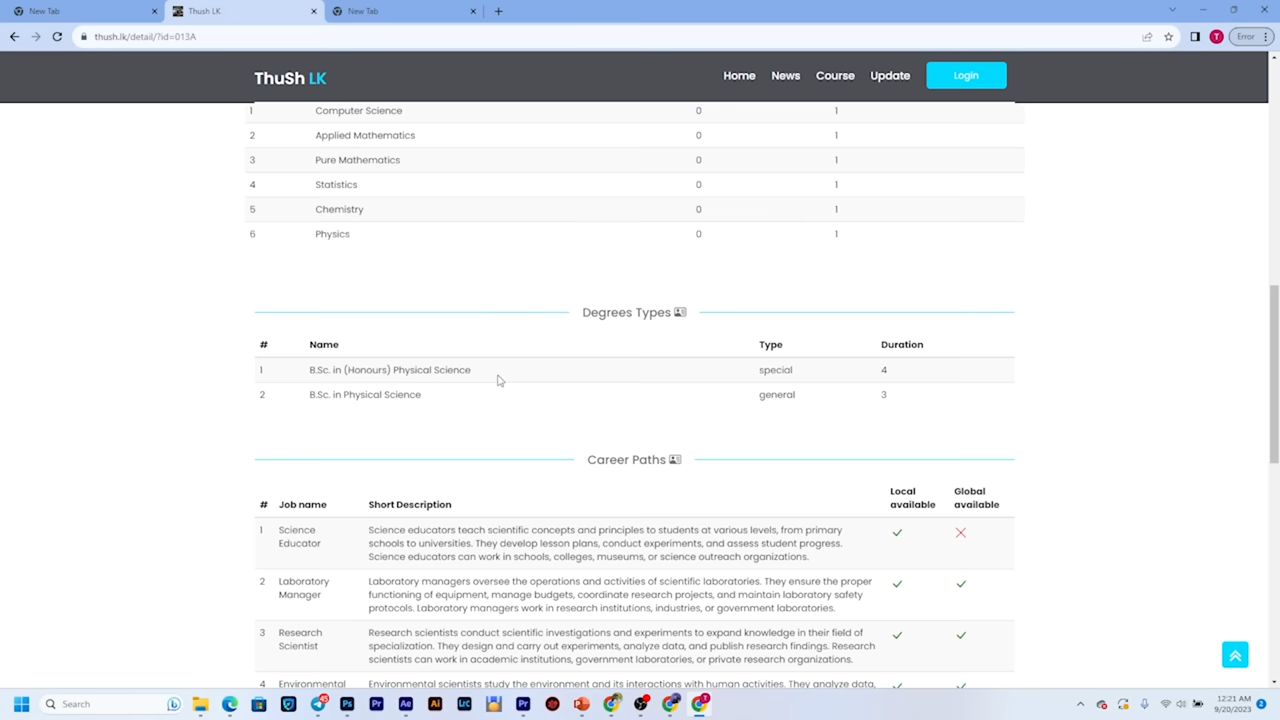 New Tab
Thush LK
New Tab
thush.lk/detail/?id=013A
Error
ThuSh LK
Home News Course Update Login
1 Computer Science 0 1
2 Applied Mathematics 0 1
3 Pure Mathematics 0 1
4 Statistics 0 1
5 Chemistry 0 1
6 Physics 0 1
Degrees Types
# Name Type Duration
1 B.Sc. in (Honours) Physical Science special 4
2 B.Sc. in Physical Science general 3
Career Paths
# Job name Short Description Local available Global available
1 Science Educator Science educators teach scientific concepts and principles to students at various levels, from primary
schools to universities. They develop lesson plans, conduct experiments, and assess student progress.
Science educators can work in schools, colleges, museums, or science outreach organizations.
2 Laboratory Manager Laboratory managers oversee the operations and activities of scientific laboratories. They ensure the proper
functioning of equipment, manage budgets, coordinate research projects, and maintain laboratory safety
protocols. Laboratory managers work in research institutions, industries, or government laboratories.
3 Research Scientist Research scientists conduct scientific investigations and experiments to expand knowledge in their field of
specialization. They design and carry out experiments, analyze data, and publish research findings. Research
scientists can work in academic institutions, government laboratories, or private research organizations.
4 Environmental Environmental scientists study the environment and its interactions with human activities. They analyze data,
Search
12:21 AM
9/20/2023